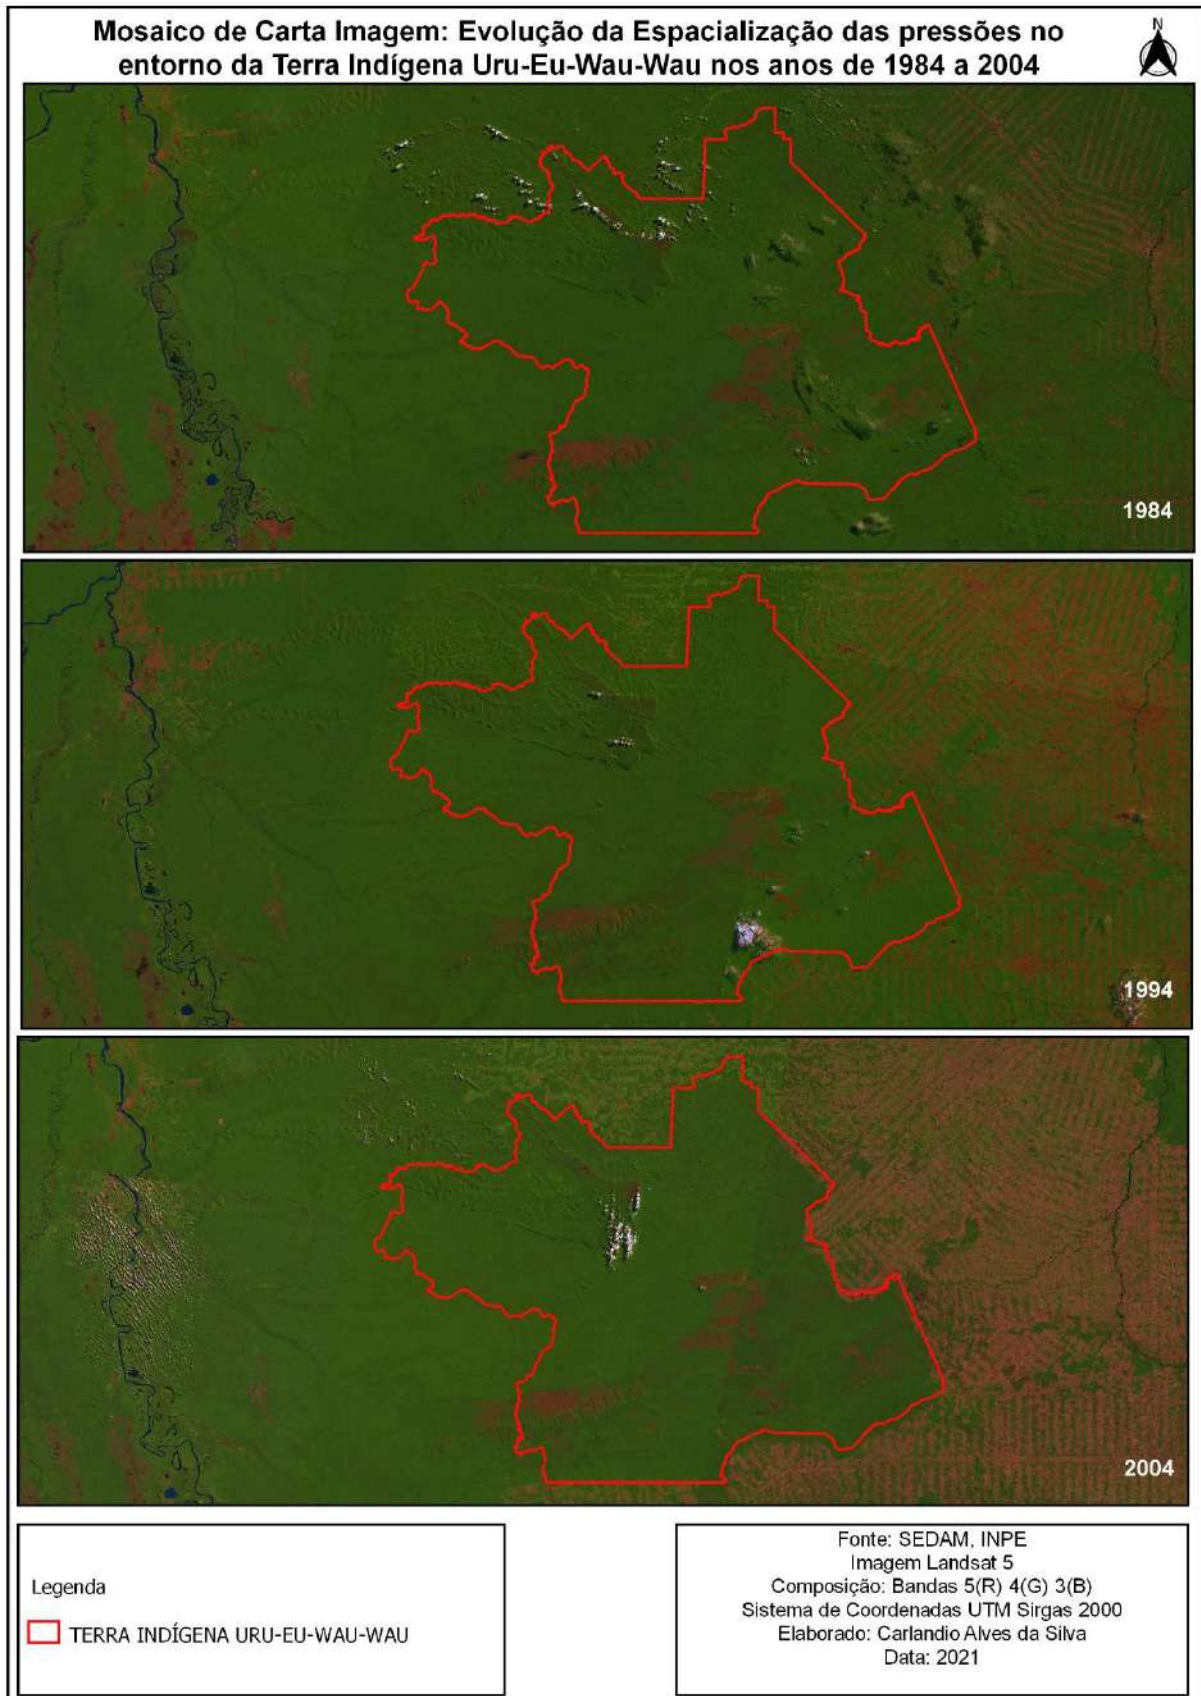 Mosaico de Carta Imagem: Evolução da Espacialização das pressões no
entorno da Terra Indígena Uru-Eu-Wau-Wau nos anos de 1984 a 2004
N
1984
1994
2004
Legenda
TERRA INDÍGENA URU-EU-WAU-WAU
Fonte: SEDAM, INPE
Imagem Landsat 5
Composição: Bandas 5(R) 4(G) 3(B)
Sistema de Coordenadas UTM Sirgas 2000
Elaborado: Carlandio Alves da Silva
Data: 2021